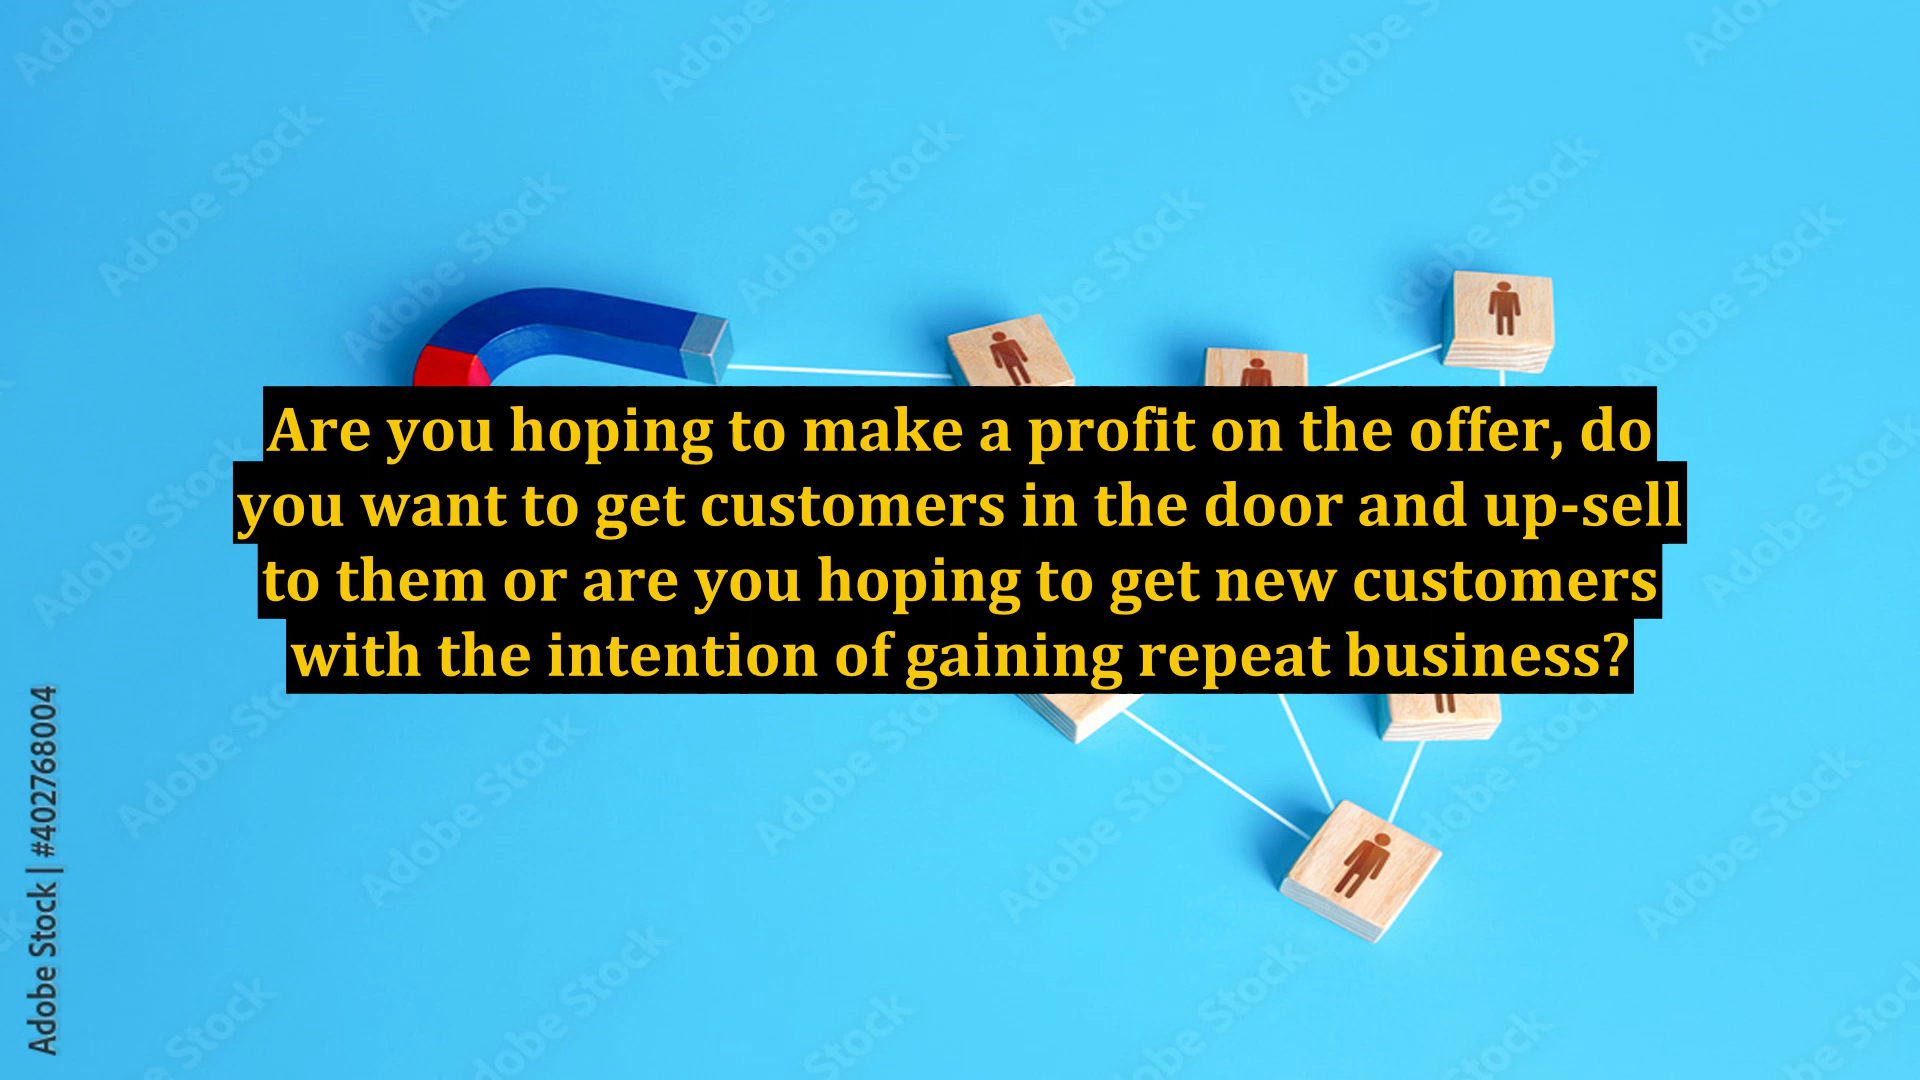 Are you hoping to make a profit on the offer, do
you want to get customers in the door and up-sell
to them or are you hoping to get new customers
with the intention of gaining repeat business?
Adobe Stock | #402768004
Adobe Stock